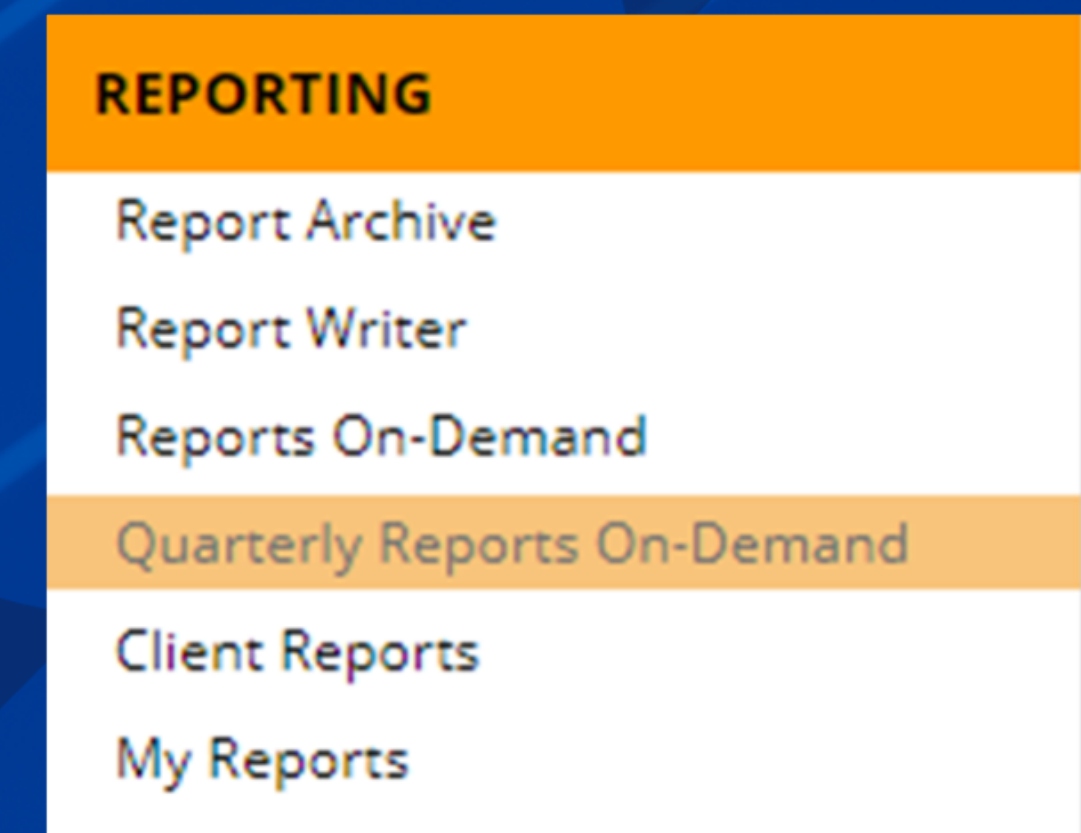 REPORTING
Report Archive
Report Writer
Reports On-Demand
Quarterly Reports On-Demand
Client Reports
My Reports